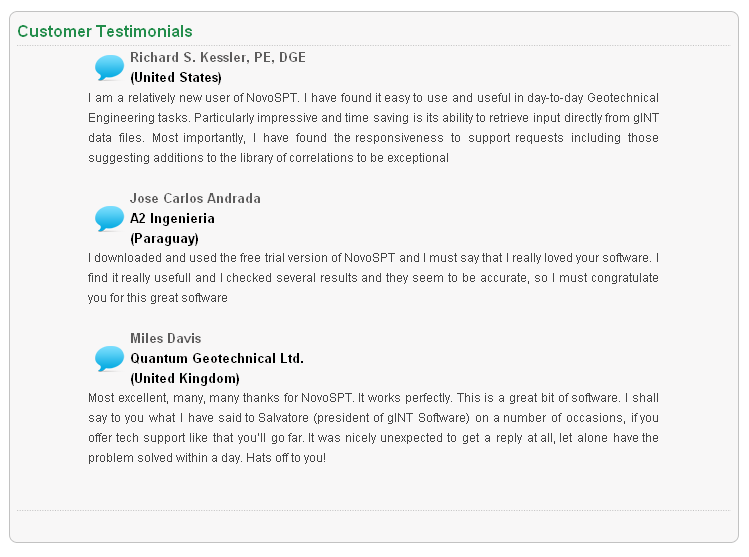 Customer Testimonials
Richard S. Kessler, PE, DGE
(United States)
I am a relatively new user of NovoSPT. I have found it easy to use and useful in day-to-day Geotechnical
Engineering tasks. Particularly impressive and time saving is its ability to retrieve input directly from gINT
data files. Most importantly, I have found the responsiveness to support requests including those
suggesting additions to the library of correlations to be exceptional
Jose Carlos Andrada
A2 Ingenieria
(Paraguay)
I downloaded and used the free trial version of NovoSPT and I must say that I really loved your software. I
find it really usefull and I checked several results and they seem to be accurate, so I must congratulate
you for this great software
Miles Davis
Quantum Geotechnical Ltd.
(United Kingdom)
Most excellent, many, many thanks for NovoSPT. It works perfectly. This is a great bit of software. I shall
say to you what I have said to Salvatore (president of gINT Software) on a number of occasions, if you
offer tech support like that you'll go far. It was nicely unexpected to get a reply at all, let alone have the
problem solved within a day. Hats off to you!